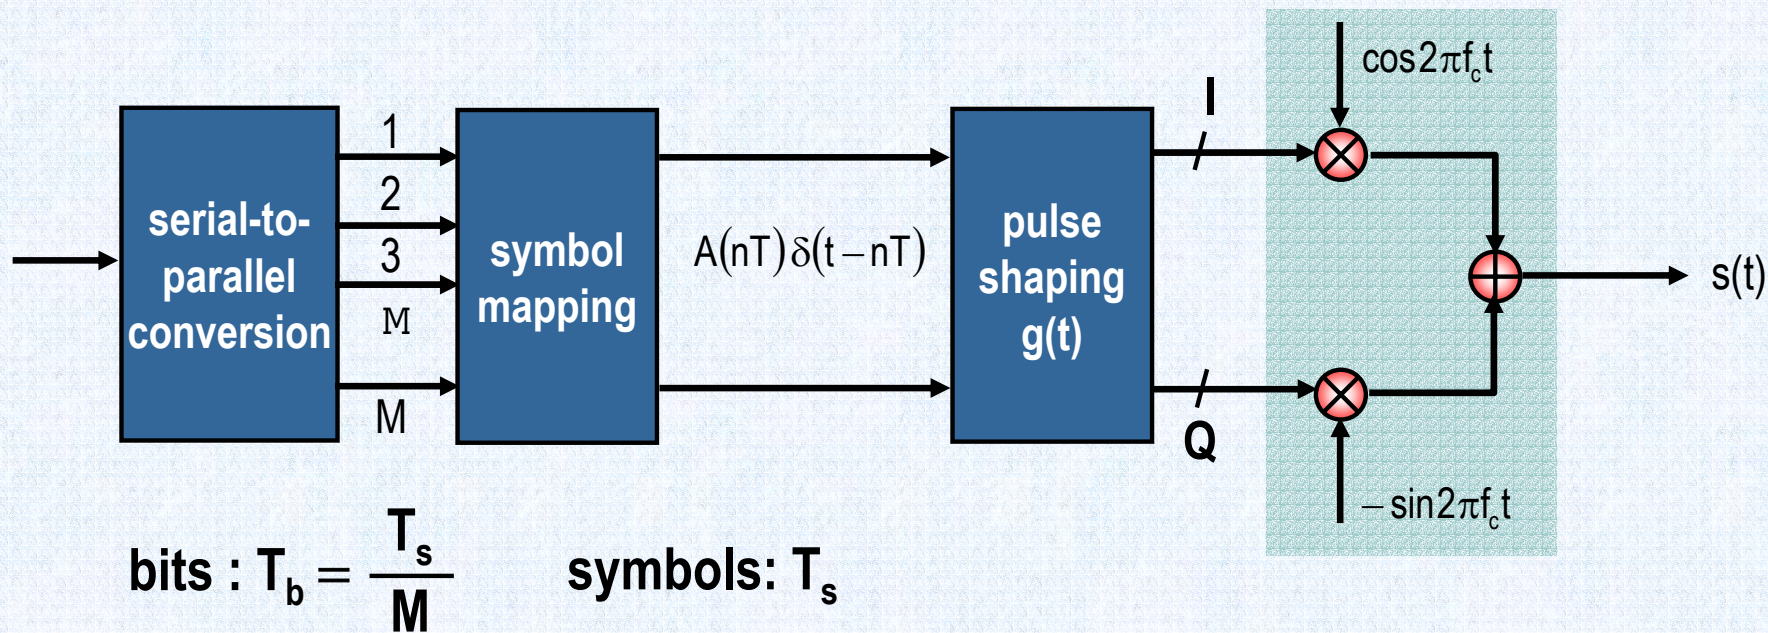 serial-to-
parallel
conversion
1
2
3
M
M
symbol
mapping
A(nT)δ(t−nT)
pulse
shaping
g(t)
I
Q
cos2πf_ct
−sin2πf_ct
s(t)
bits : T_b = T_s/M
symbols: T_s